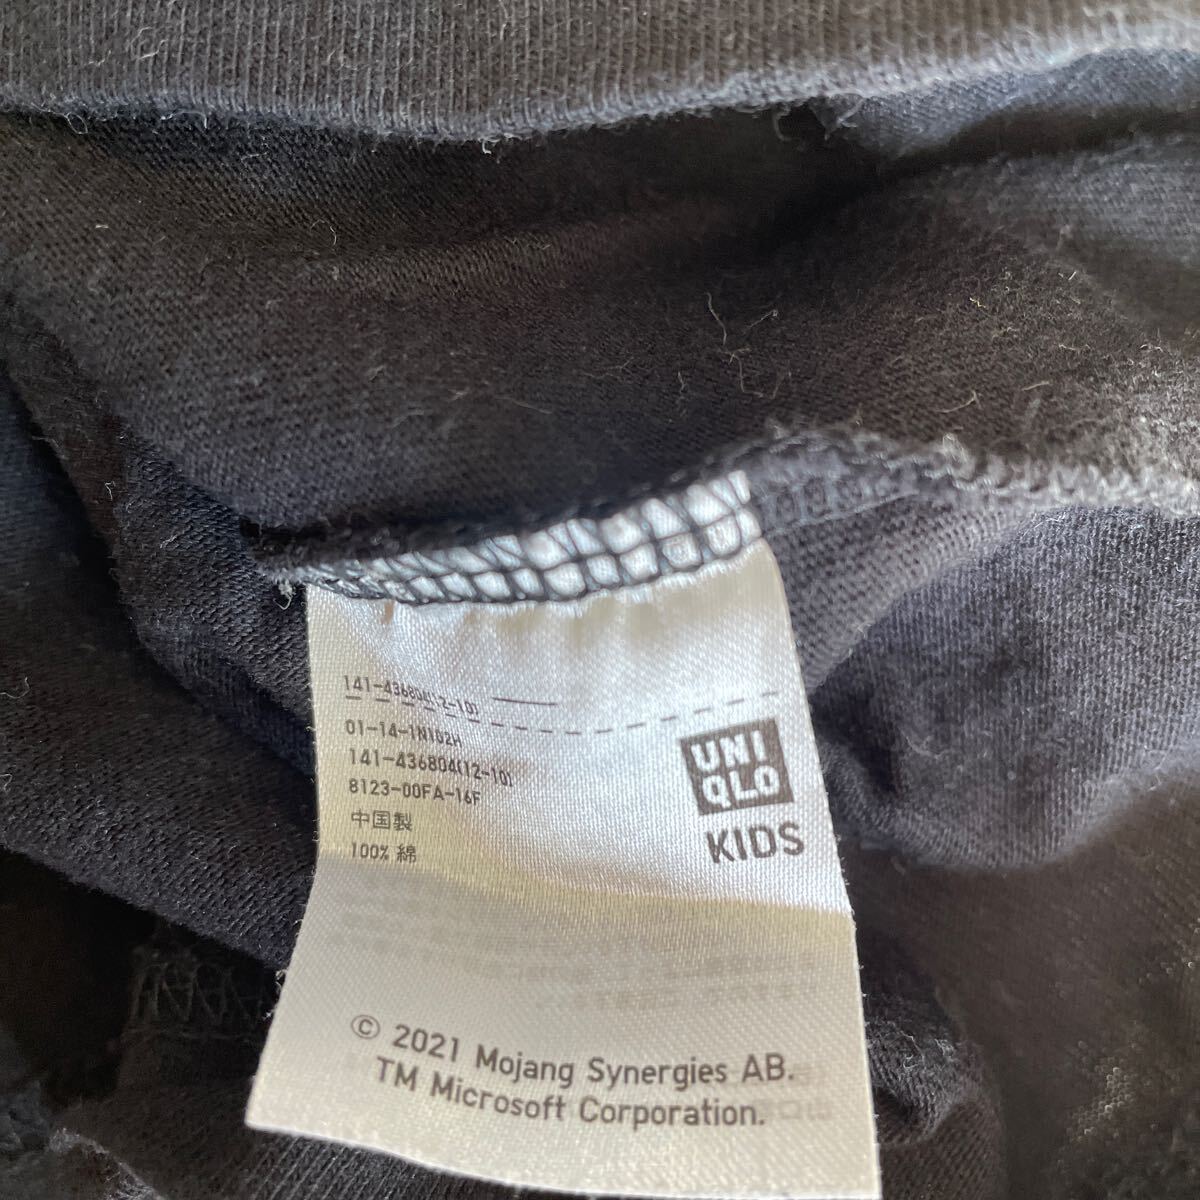 141-436804(12-10)
01-14-1N102H
141-436804(12-10)
8123-00FA-16F
中国製
100% 綿
UNI
QLO
KIDS
© 2021 Mojang Synergies AB.
TM Microsoft Corporation.